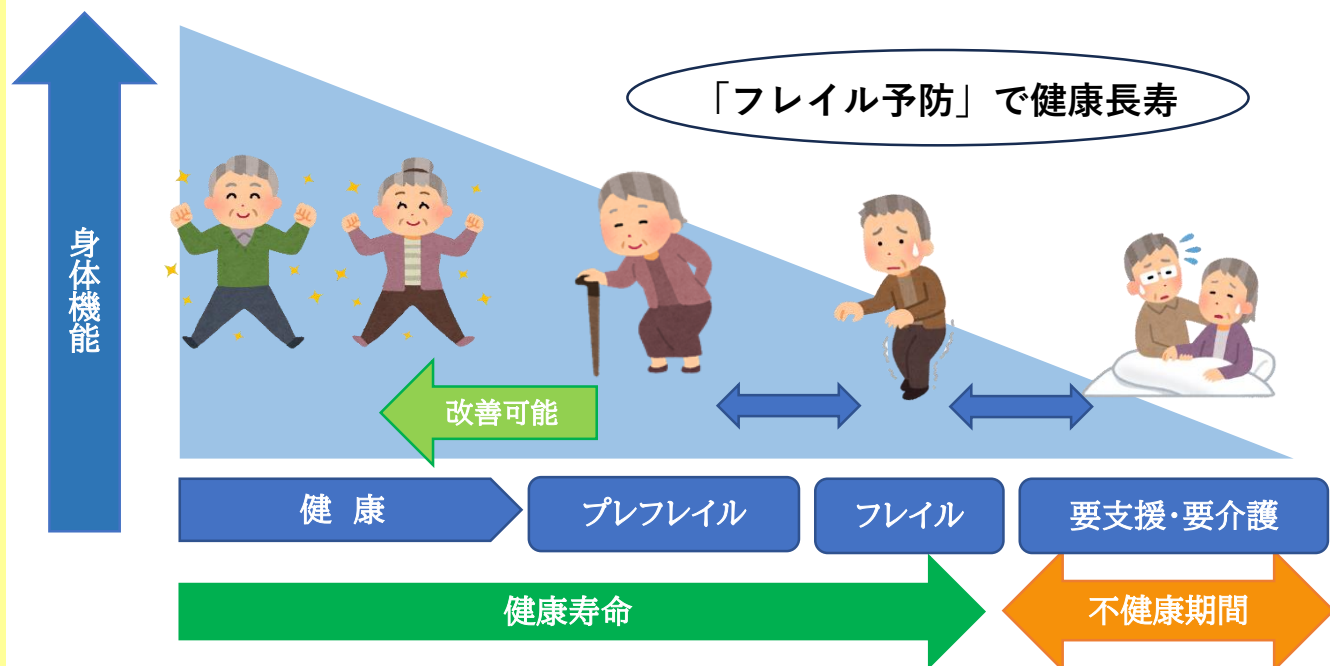 「フレイル予防」で健康長寿
身体機能
改善可能
健 康
プレフレイル
フレイル
要支援・要介護
健康寿命
不健康期間